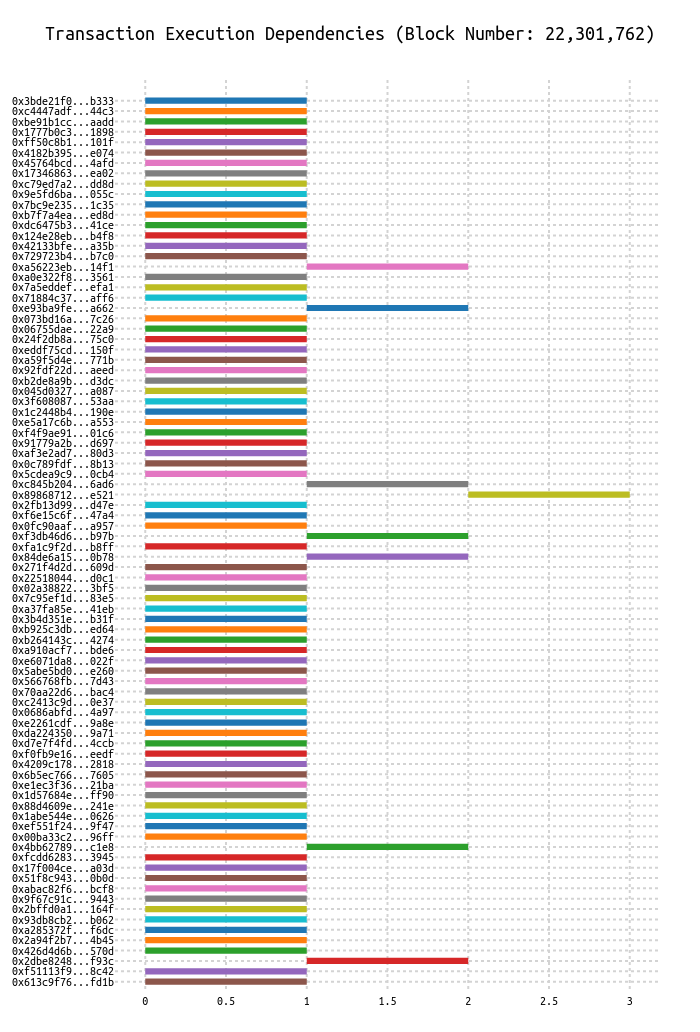 Transaction Execution Dependencies (Block Number: 22,301,762)
0x3bde21f0...b333
0xc4447adf...44c3
0xbe91b1cc...aadd
0x1777b0c3...1898
0xff50c8b1...101f
0x4182b395...e074
0x45764bcd...4afd
0x17346863...ea02
0xc79ed7a2...dd8d
0x9e5fd6ba...055c
0x7bc9e235...1c35
0xb7f7a4ea...ed8d
0xdc6475b3...41ce
0x124e28eb...b4f8
0x42133bfe...a35b
0x729723b4...b7c0
0xa56223eb...14f1
0xa0e322f8...3561
0x7a5eddef...efa1
0x71884c37...aff6
0xe93ba9fe...a662
0x073bd16a...7c26
0x06755dae...22a9
0x24f2db8a...75c0
0xeddf75cd...150f
0xa59f5d4e...771b
0x92fdf22d...aeed
0xb2de8a9b...d3dc
0x045d0327...a087
0x3f608087...53aa
0x1c2448b4...190e
0xe5a17c6b...a553
0xf4f9ae91...01c6
0x91779a2b...d697
0xaf3e2ad7...80d3
0x0c789fdf...8b13
0x5cdea9c9...0cb4
0xc845b204...6ad6
0x89868712...e521
0x2fb13d99...d47e
0xf6e15c6f...47a4
0x0fc90aaf...a957
0xf3db46d6...b97b
0xfa1c9f2d...b8ff
0x84de6a15...0b78
0x271f4d2d...609d
0x22518044...d0c1
0x02a38822...3bf5
0x7c95ef1d...83e5
0xa37fa85e...41eb
0x3b4d351e...b31f
0xb925c3db...ed64
0xb264143c...4274
0xa910acf7...bde6
0xe6071da8...022f
0x5abe5bd0...e260
0x566768fb...7d43
0x70aa22d6...bac4
0xc2413c9d...0e37
0x0686abfd...4a97
0xe2261cdf...9a8e
0xda224350...9a71
0xd7e7f4fd...4ccb
0xf0fb9e16...eedf
0x4209c178...2818
0x6b5ec766...7605
0xe1ec3f36...21ba
0x1d57684e...ff90
0x88d4609e...241e
0x1abe544e...0626
0xef551f24...9f47
0x00ba33c2...96ff
0x4bb62789...c1e8
0xfcdd6283...3945
0x17f004ce...a03d
0x51f8c943...0b0d
0xabac82f6...bcf8
0x9f67c91c...9443
0x2bffd0a1...164f
0x93db8cb2...b062
0xa285372f...f6dc
0x2a94f2b7...4b45
0x426d4d6b...570d
0x2dbe8248...f93c
0xf51113f9...8c42
0x613c9f76...fd1b
0 0.5 1 1.5 2 2.5 3